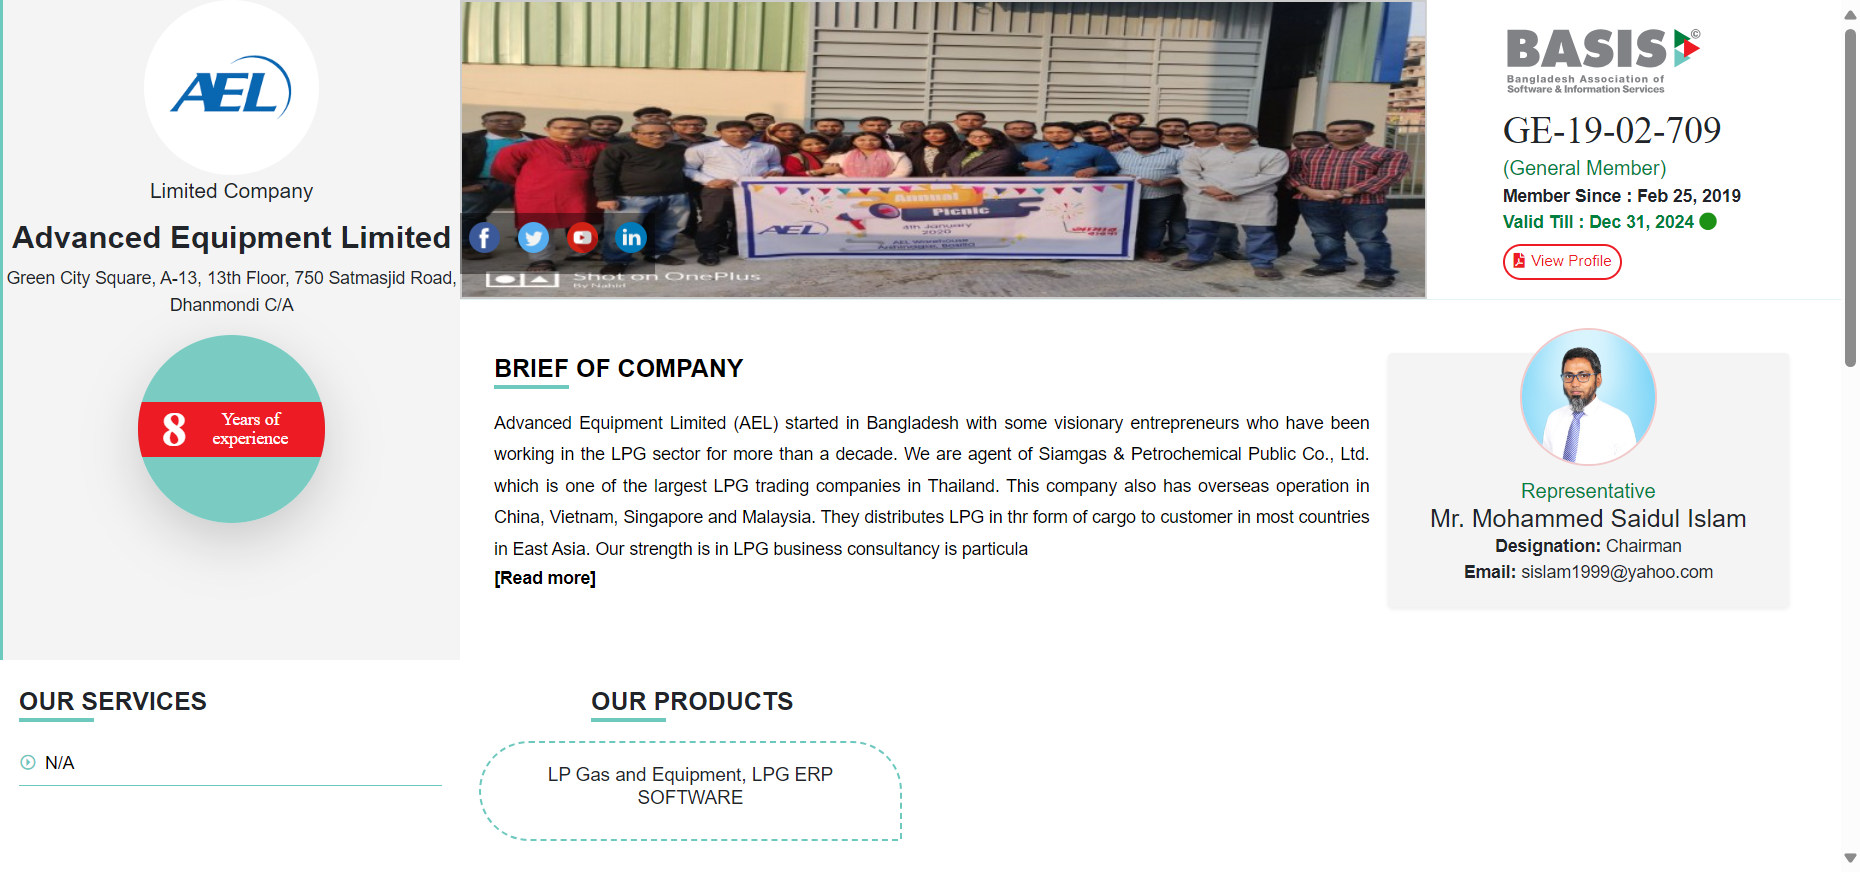 AEL
Limited Company
Advanced Equipment Limited
Green City Square, A-13, 13th Floor, 750 Satmasjid Road,
Dhanmondi C/A
8
Years of
experience
Annual
Picnic
4th January
2020
AEL
AEL Warehouse
Shot on OnePlus
By Nahid
BASIS
Bangladesh Association of
Software & Information Services
GE-19-02-709
(General Member)
Member Since : Feb 25, 2019
Valid Till : Dec 31, 2024
View Profile
BRIEF OF COMPANY
Advanced Equipment Limited (AEL) started in Bangladesh with some visionary entrepreneurs who have been
working in the LPG sector for more than a decade. We are agent of Siamgas & Petrochemical Public Co., Ltd.
which is one of the largest LPG trading companies in Thailand. This company also has overseas operation in
China, Vietnam, Singapore and Malaysia. They distributes LPG in thr form of cargo to customer in most countries
in East Asia. Our strength is in LPG business consultancy is particula
[Read more]
Representative
Mr. Mohammed Saidul Islam
Designation: Chairman
Email: sislam1999@yahoo.com
OUR SERVICES
N/A
OUR PRODUCTS
LP Gas and Equipment, LPG ERP
SOFTWARE